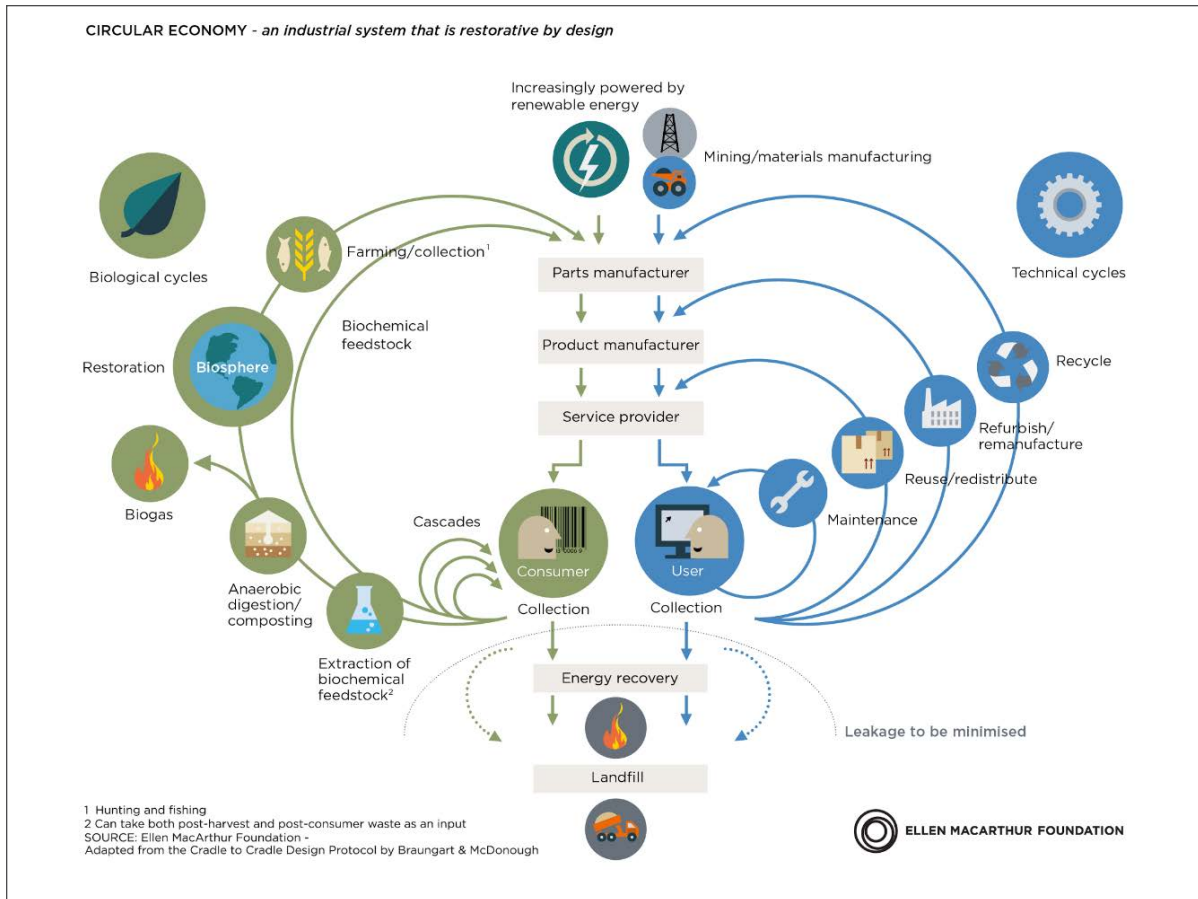 CIRCULAR ECONOMY - an industrial system that is restorative by design
Increasingly powered by
renewable energy
Mining/materials manufacturing
Biological cycles
Technical cycles
Farming/collection¹
Parts manufacturer
Biochemical
feedstock
Product manufacturer
Restoration
Biosphere
Recycle
Service provider
Refurbish/
remanufacture
Reuse/redistribute
Biogas
Cascades
Maintenance
Consumer
User
Anaerobic
digestion/
composting
Collection
Collection
Extraction of
biochemical
feedstock²
Energy recovery
Leakage to be minimised
Landfill
1 Hunting and fishing
2 Can take both post-harvest and post-consumer waste as an input
SOURCE: Ellen MacArthur Foundation -
Adapted from the Cradle to Cradle Design Protocol by Braungart & McDonough
ELLEN MACARTHUR FOUNDATION